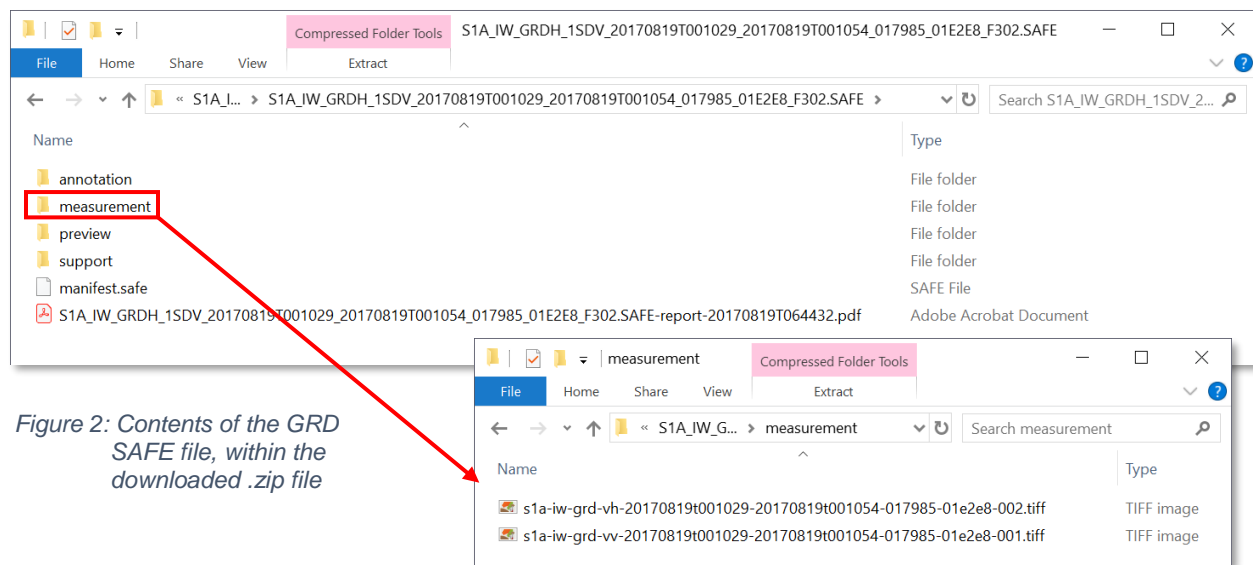 Compressed Folder Tools S1A_IW_GRDH_1SDV_20170819T001029_20170819T001054_017985_01E2E8_F302.SAFE
File Home Share View Extract
« S1A_I... > S1A_IW_GRDH_1SDV_20170819T001029_20170819T001054_017985_01E2E8_F302.SAFE > Search S1A_IW_GRDH_1SDV_2...
Name Type
annotation File folder
measurement File folder
preview File folder
support File folder
manifest.safe SAFE File
S1A_IW_GRDH_1SDV_20170819T001029_20170819T001054_017985_01E2E8_F302.SAFE-report-20170819T064432.pdf Adobe Acrobat Document
measurement Compressed Folder Tools
File Home Share View Extract
« S1A_IW_G... > measurement Search measurement
Name Type
s1a-iw-grd-vh-20170819t001029-20170819t001054-017985-01e2e8-002.tiff TIFF image
s1a-iw-grd-vv-20170819t001029-20170819t001054-017985-01e2e8-001.tiff TIFF image
Figure 2: Contents of the GRD
SAFE file, within the
downloaded .zip file